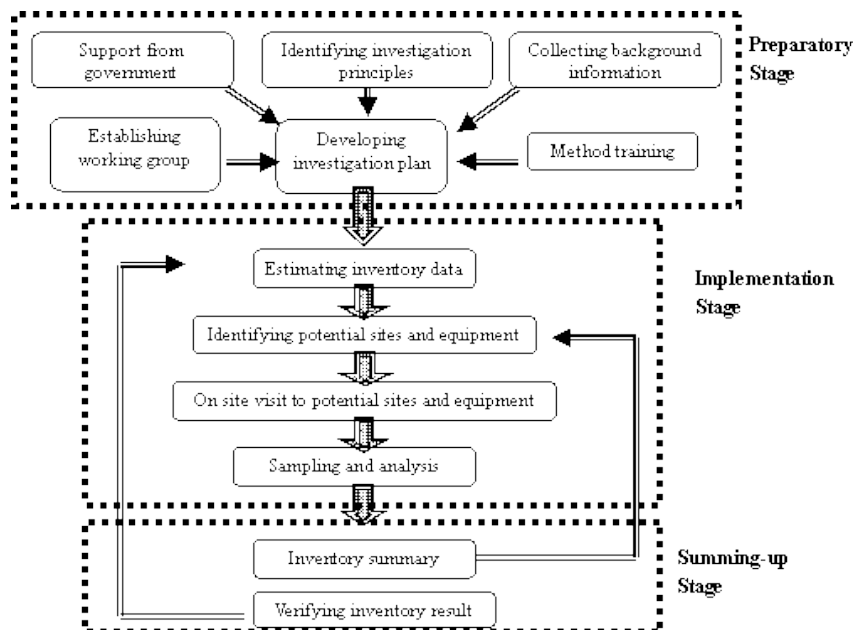 Support from
government
Identifying investigation
principles
Collecting background
information
Preparatory
Stage
Establishing
working group
Developing
investigation plan
Method training
Estimating inventory data
Implementation
Stage
Identifying potential sites and equipment
On site visit to potential sites and equipment
Sampling and analysis
Inventory summary
Summing-up
Stage
Verifying inventory result